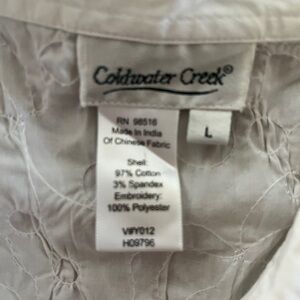 Coldwater Creek®
L
RN 98516
Made In India
Of Chinese Fabric
Shell:
97% Cotton
3% Spandex
Embroidery:
100% Polyester
V#Y012
H09796